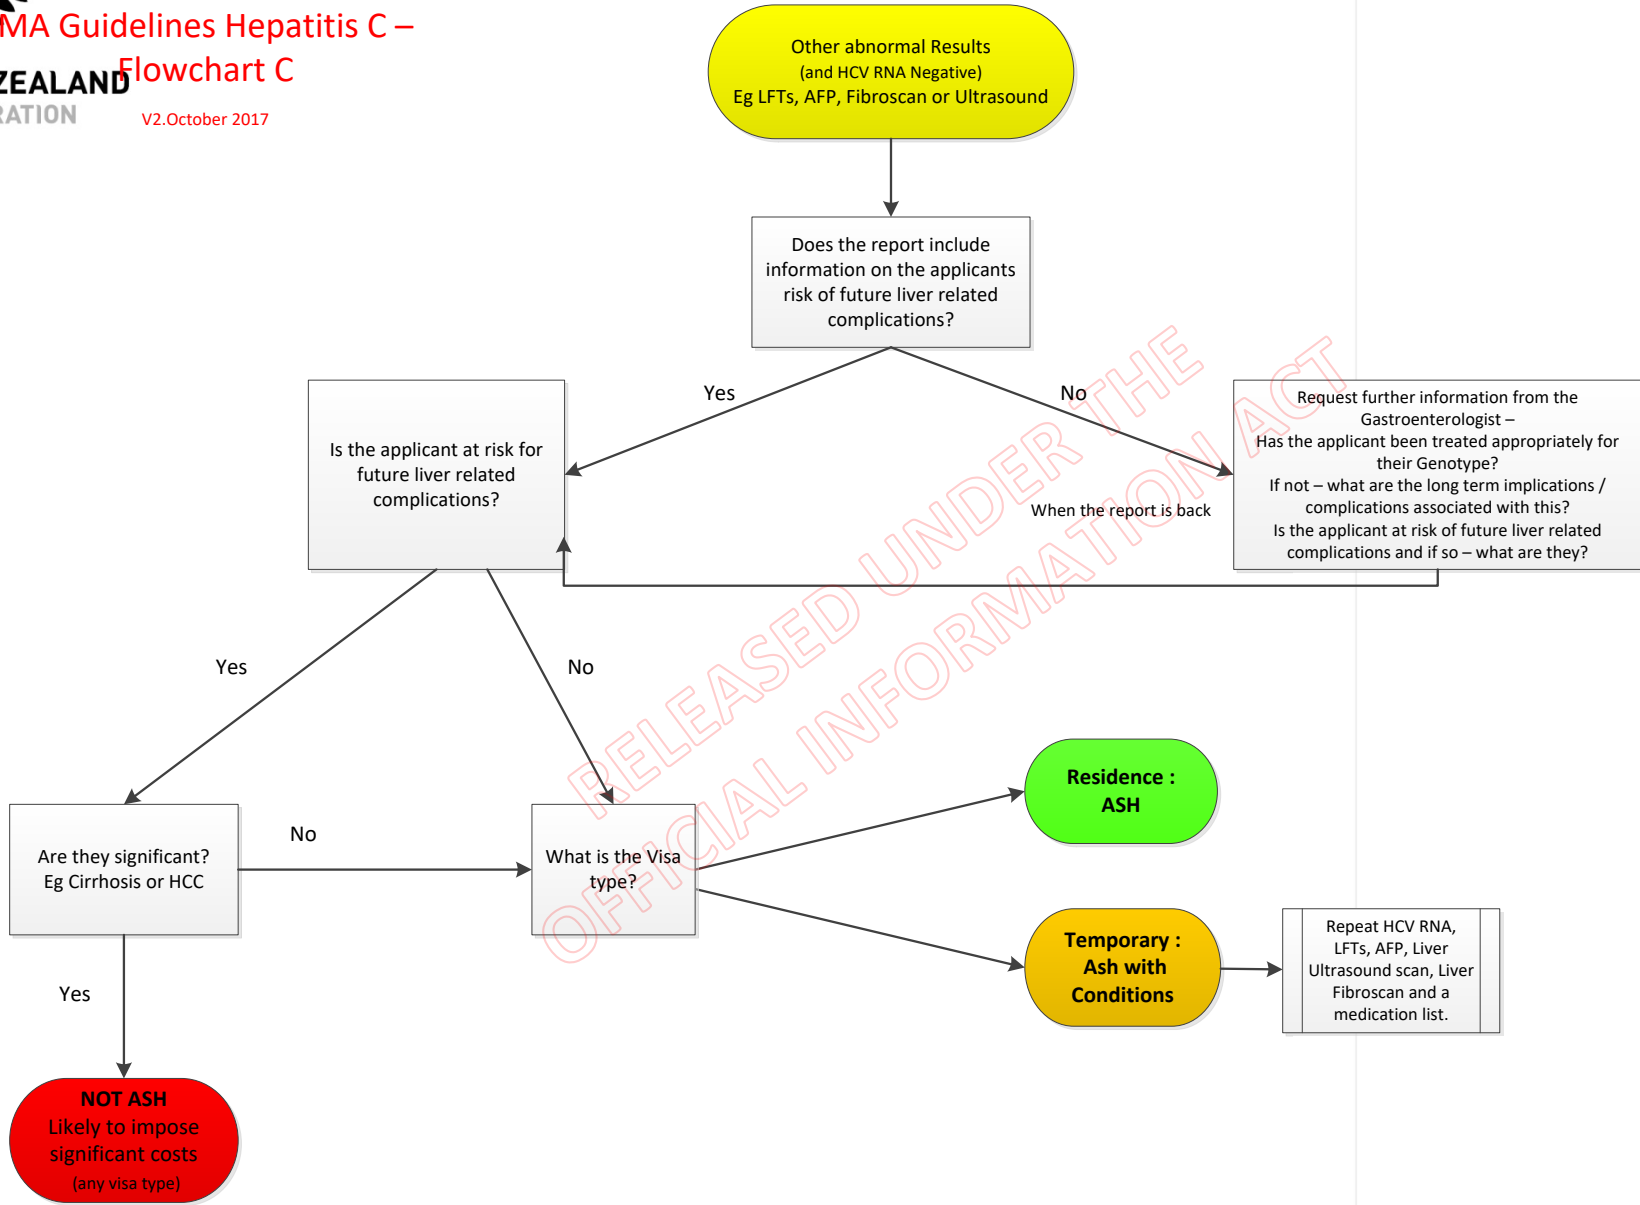 MA Guidelines Hepatitis C –
Flowchart C
ZEALAND
RATION
V2.October 2017
Other abnormal Results
(and HCV RNA Negative)
Eg LFTs, AFP, Fibroscan or Ultrasound
Does the report include
information on the applicants
risk of future liver related
complications?
Yes
No
Is the applicant at risk for
future liver related
complications?
Request further information from the
Gastroenterologist –
Has the applicant been treated appropriately for
their Genotype?
If not – what are the long term implications /
complications associated with this?
Is the applicant at risk of future liver related
complications and if so – what are they?
When the report is back
Yes
No
Are they significant?
Eg Cirrhosis or HCC
No
What is the Visa
type?
Residence :
ASH
Temporary :
Ash with
Conditions
Repeat HCV RNA,
LFTs, AFP, Liver
Ultrasound scan, Liver
Fibroscan and a
medication list.
Yes
NOT ASH
Likely to impose
significant costs
(any visa type)
RELEASED UNDER THE
OFFICIAL INFORMATION ACT